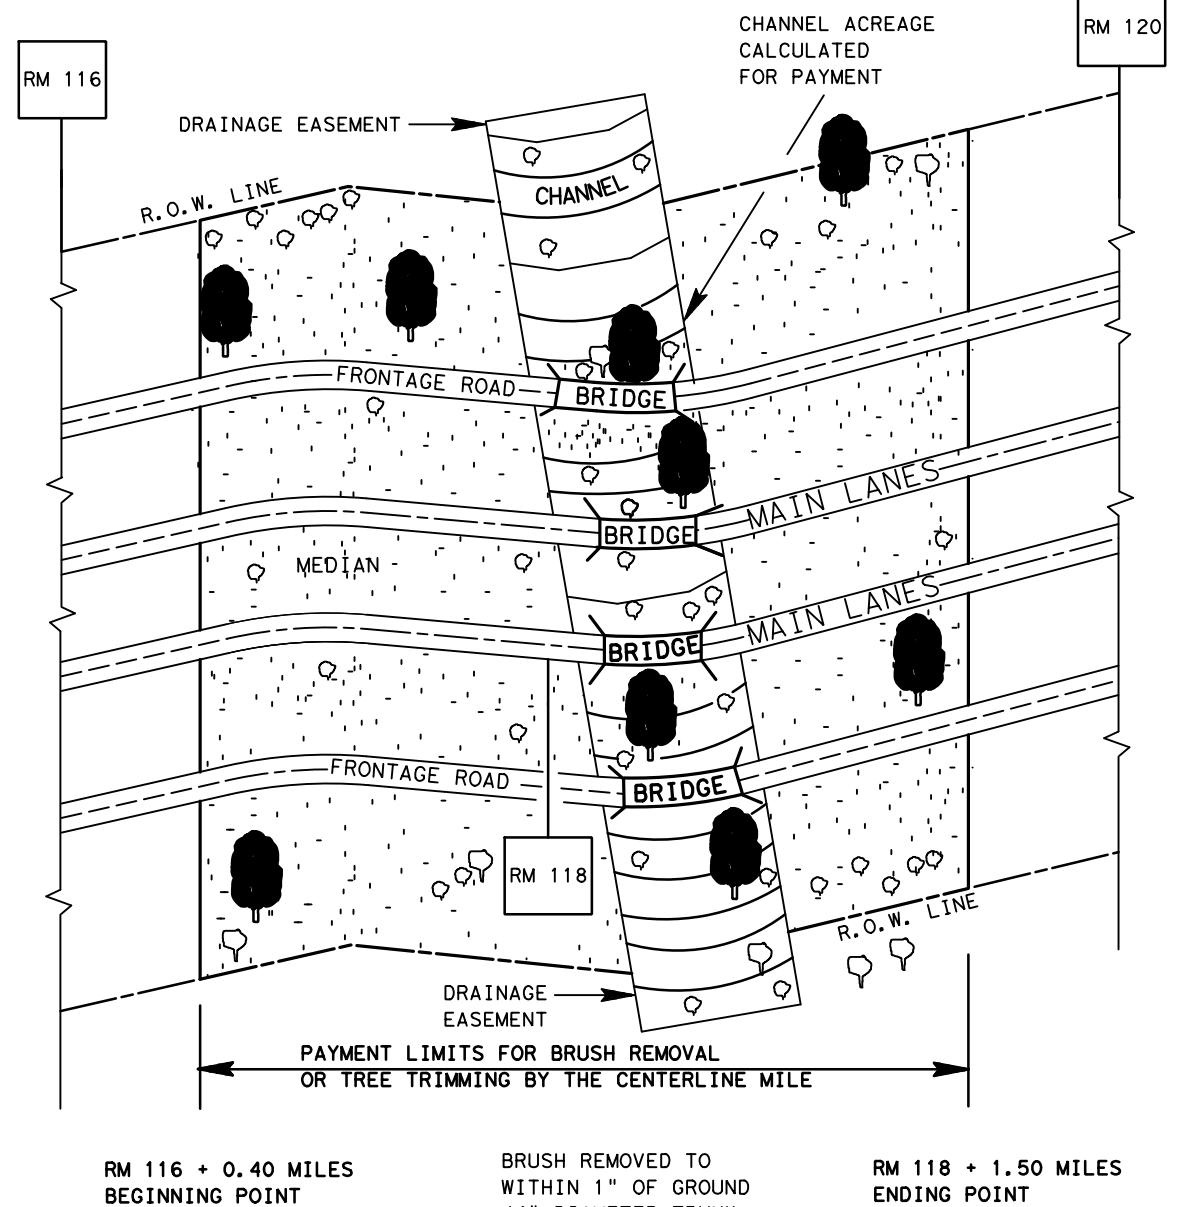 CHANNEL ACREAGE
CALCULATED
FOR PAYMENT
RM 120
RM 116
DRAINAGE EASEMENT
R.O.W. LINE
CHANNEL
FRONTAGE ROAD
BRIDGE
MAIN LANES
BRIDGE
MEDIAN
MAIN LANES
BRIDGE
FRONTAGE ROAD
BRIDGE
RM 118
R.O.W. LINE
DRAINAGE
EASEMENT
PAYMENT LIMITS FOR BRUSH REMOVAL
OR TREE TRIMMING BY THE CENTERLINE MILE
RM 116 + 0.40 MILES
BEGINNING POINT
BRUSH REMOVED TO
WITHIN 1" OF GROUND
RM 118 + 1.50 MILES
ENDING POINT